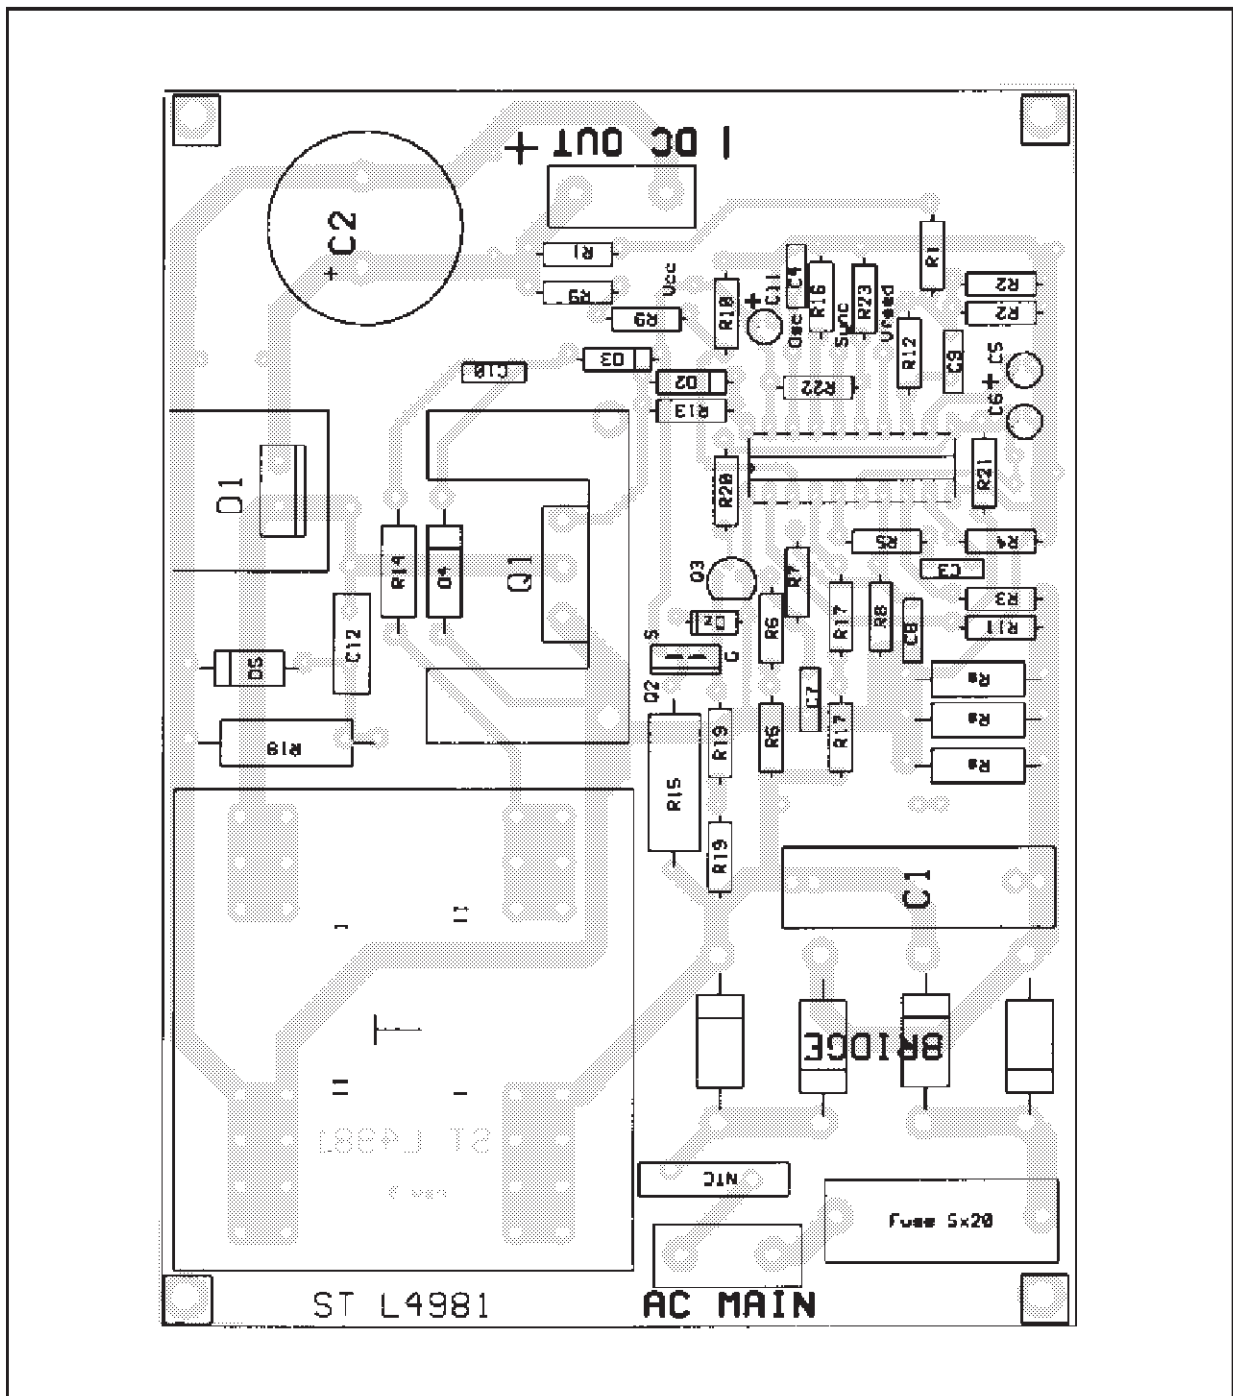 + DC OUT -
C2
+
R1
R9
R9
Vcc
R10
+ C11
C4
Osc
R16
Sync
R23
Vreed
R1
R2
R2
R12
C9
+ C5
C6
C10
D3
D2
R13
R22
D1
R20
R21
R14
D4
Q1
Q3
R7
R5
R4
C3
R3
R11
DZ
R6
R17
R8
C8
S
G
Q2
D5
C12
R18
C7
R19
R6
R17
Rs
Rs
Rs
R15
R19
C1
T
BRIDGE
ST L4981
NTC
Fuse 5x20
ST L4981
AC MAIN